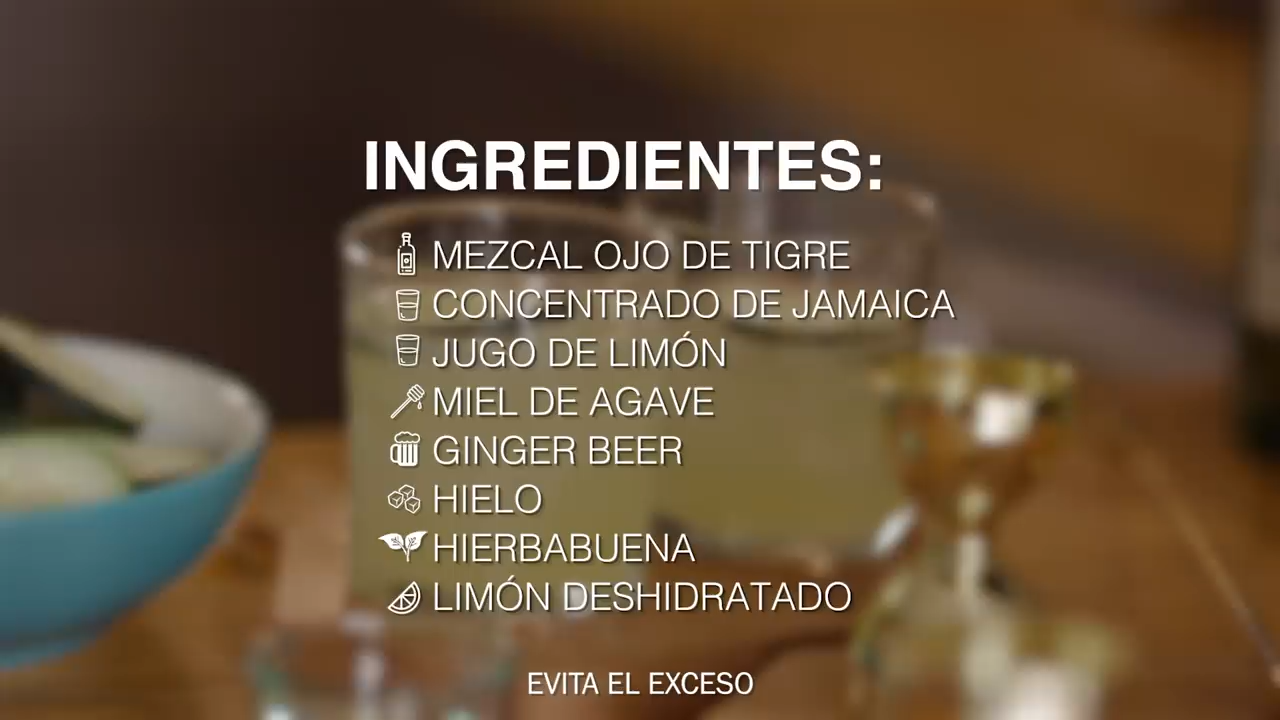 INGREDIENTES:
MEZCAL OJO DE TIGRE
CONCENTRADO DE JAMAICA
JUGO DE LIMÓN
MIEL DE AGAVE
GINGER BEER
HIELO
HIERBABUENA
LIMÓN DESHIDRATADO
EVITA EL EXCESO